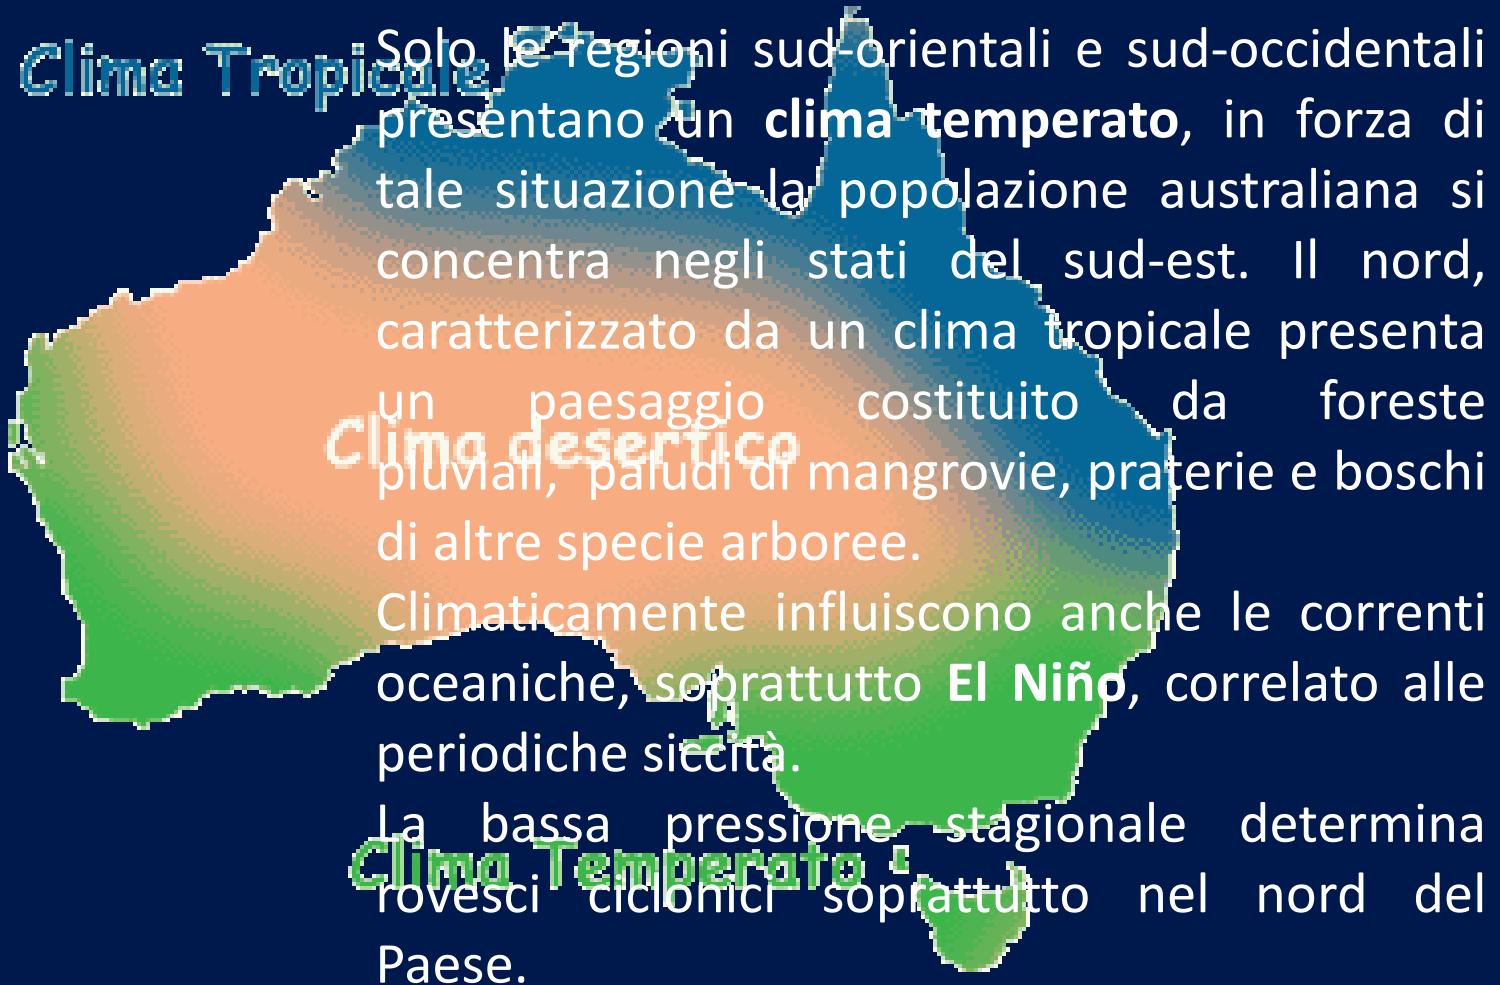 Clima Tropicale
Solo le regioni sud-orientali e sud-occidentali
presentano un clima temperato, in forza di
tale situazione la popolazione australiana si
concentra negli stati del sud-est. Il nord,
caratterizzato da un clima tropicale presenta
un paesaggio costituito da foreste
Clima desertico
pluviali, paludi di mangrovie, praterie e boschi
di altre specie arboree.
Climaticamente influiscono anche le correnti
oceaniche, soprattutto El Niño, correlato alle
periodiche siccità.
La bassa pressione stagionale determina
Clima Temperato
rovesci ciclonici soprattutto nel nord del
Paese.